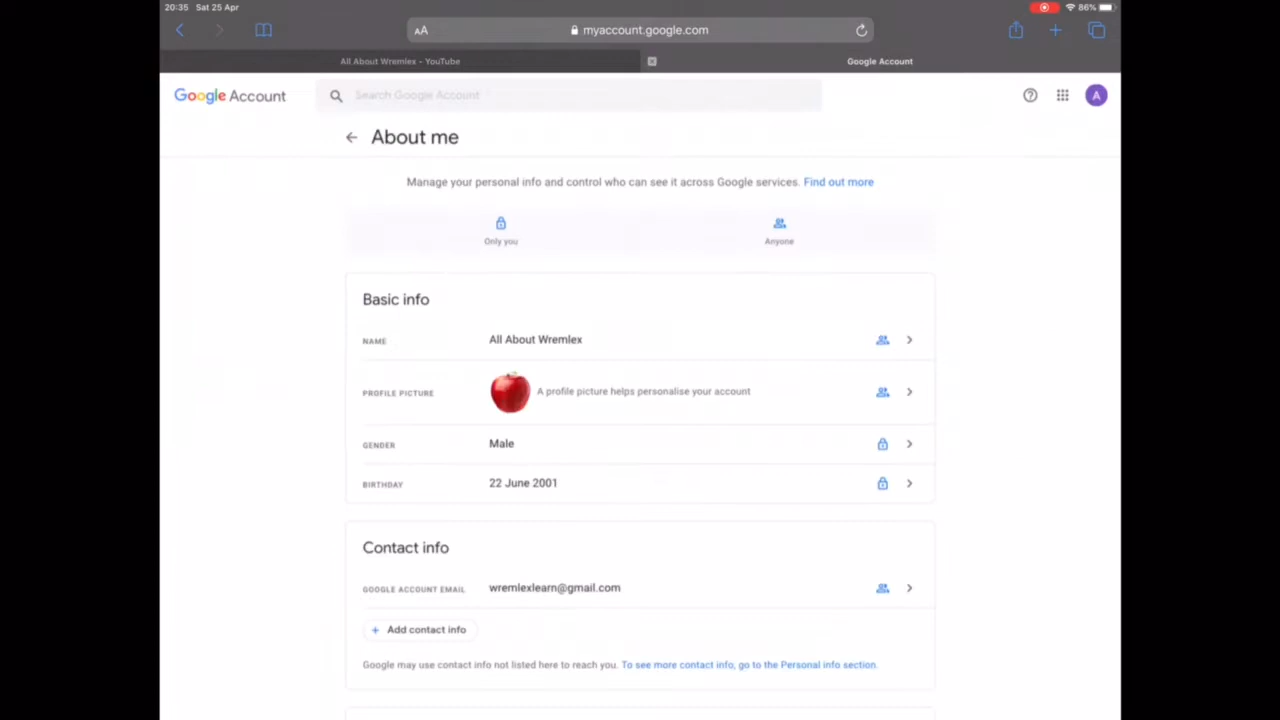 20:35 Sat 25 Apr
86%
AA
myaccount.google.com
All About Wremlex - YouTube
Google Account
Google Account
Search Google Account
A
About me
Manage your personal info and control who can see it across Google services. Find out more
Only you
Anyone
Basic info
NAME
All About Wremlex
PROFILE PICTURE
A profile picture helps personalise your account
GENDER
Male
BIRTHDAY
22 June 2001
Contact info
GOOGLE ACCOUNT EMAIL
wremlexlearn@gmail.com
+ Add contact info
Google may use contact info not listed here to reach you. To see more contact info, go to the Personal info section.